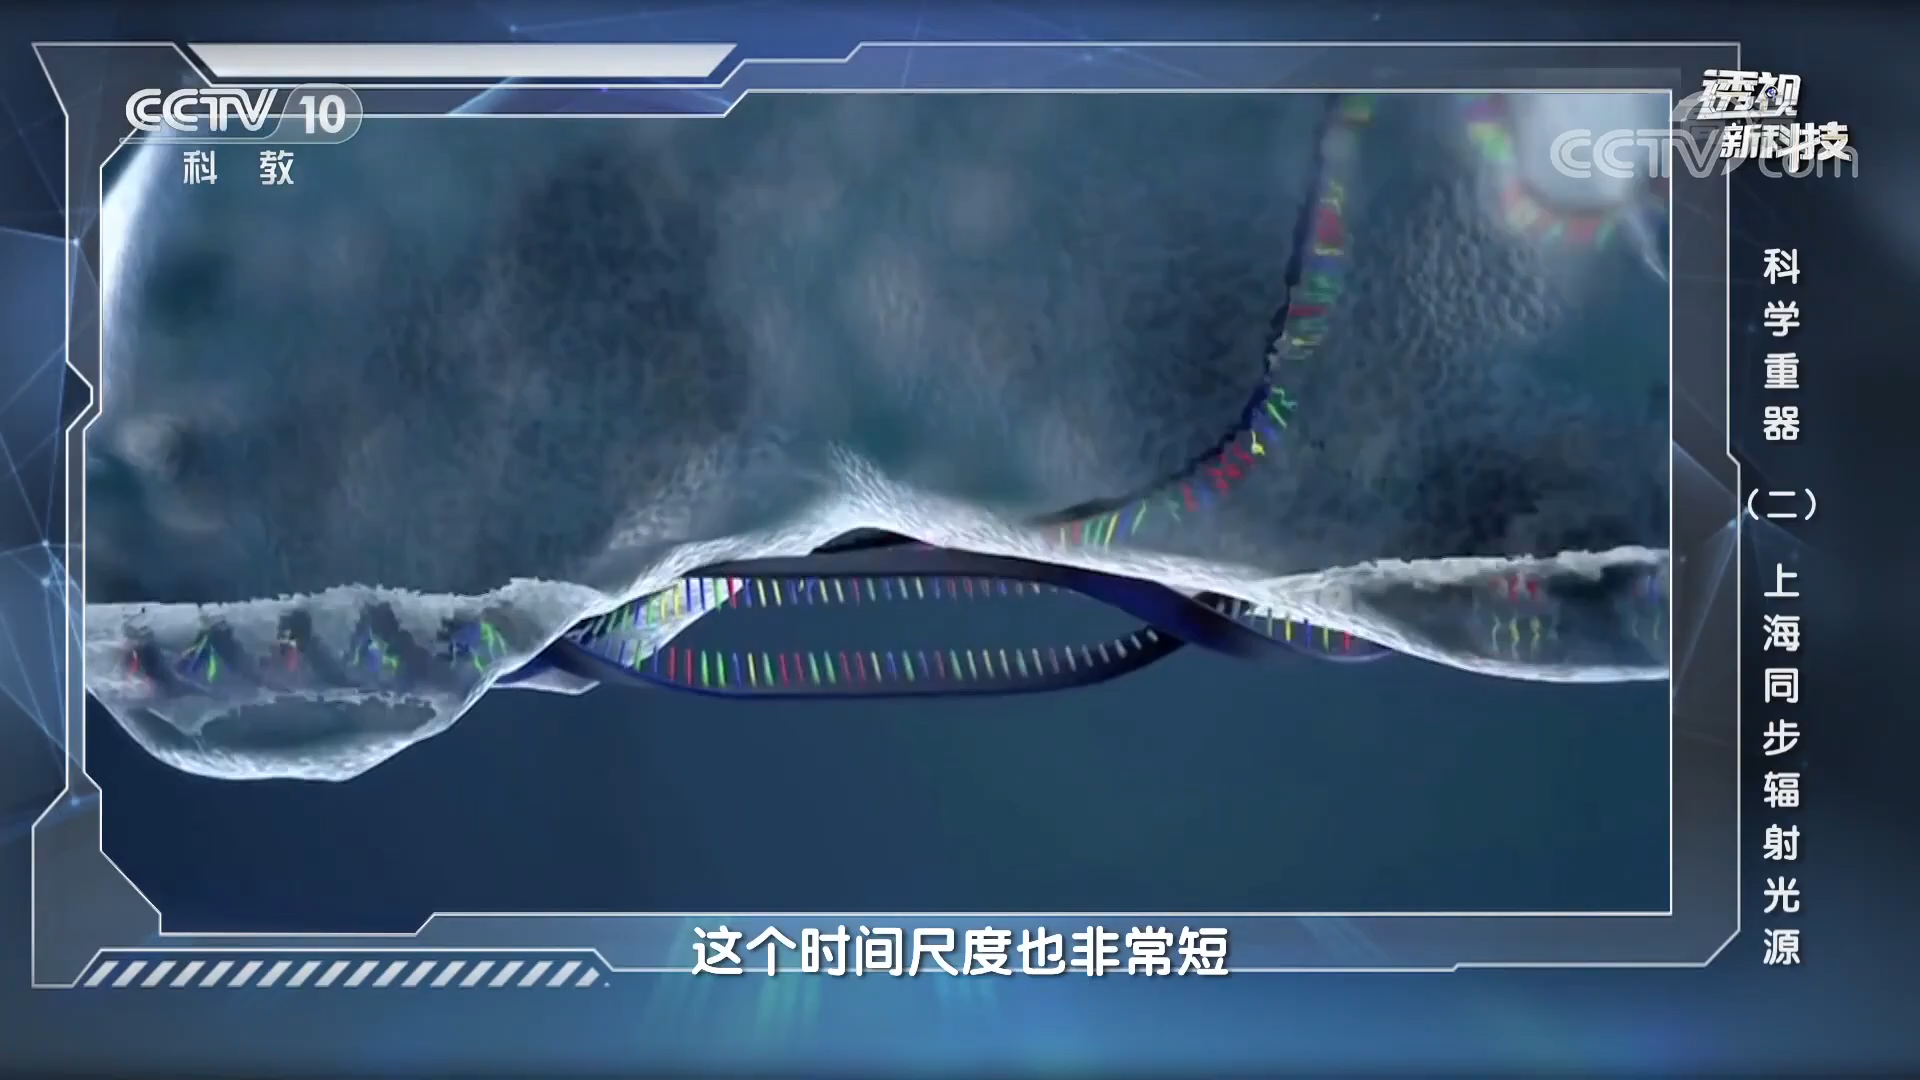 CCTV 10
科教
透视
新科技
CCTV.com
科学重器(二)上海同步辐射光源
这个时间尺度也非常短